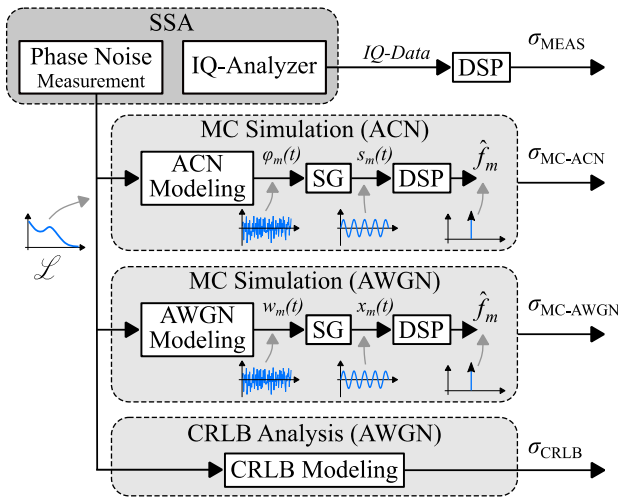 SSA
Phase Noise
Measurement
IQ-Analyzer
IQ-Data
DSP
σMEAS
MC Simulation (ACN)
ACN
Modeling
φm(t)
SG
sm(t)
DSP
f̂m
σMC-ACN
ℒ
MC Simulation (AWGN)
AWGN
Modeling
wm(t)
SG
xm(t)
DSP
f̂m
σMC-AWGN
CRLB Analysis (AWGN)
CRLB Modeling
σCRLB